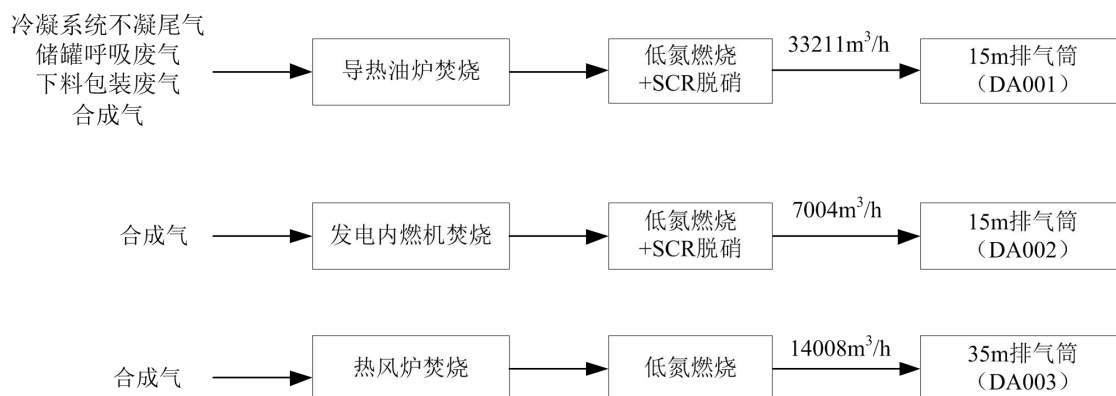 冷凝系统不凝尾气
储罐呼吸废气
下料包装废气
合成气
导热油炉焚烧
低氮燃烧
+SCR脱硝
33211m³/h
15m排气筒
（DA001）
合成气
发电内燃机焚烧
低氮燃烧
+SCR脱硝
7004m³/h
15m排气筒
（DA002）
合成气
热风炉焚烧
低氮燃烧
14008m³/h
35m排气筒
（DA003）